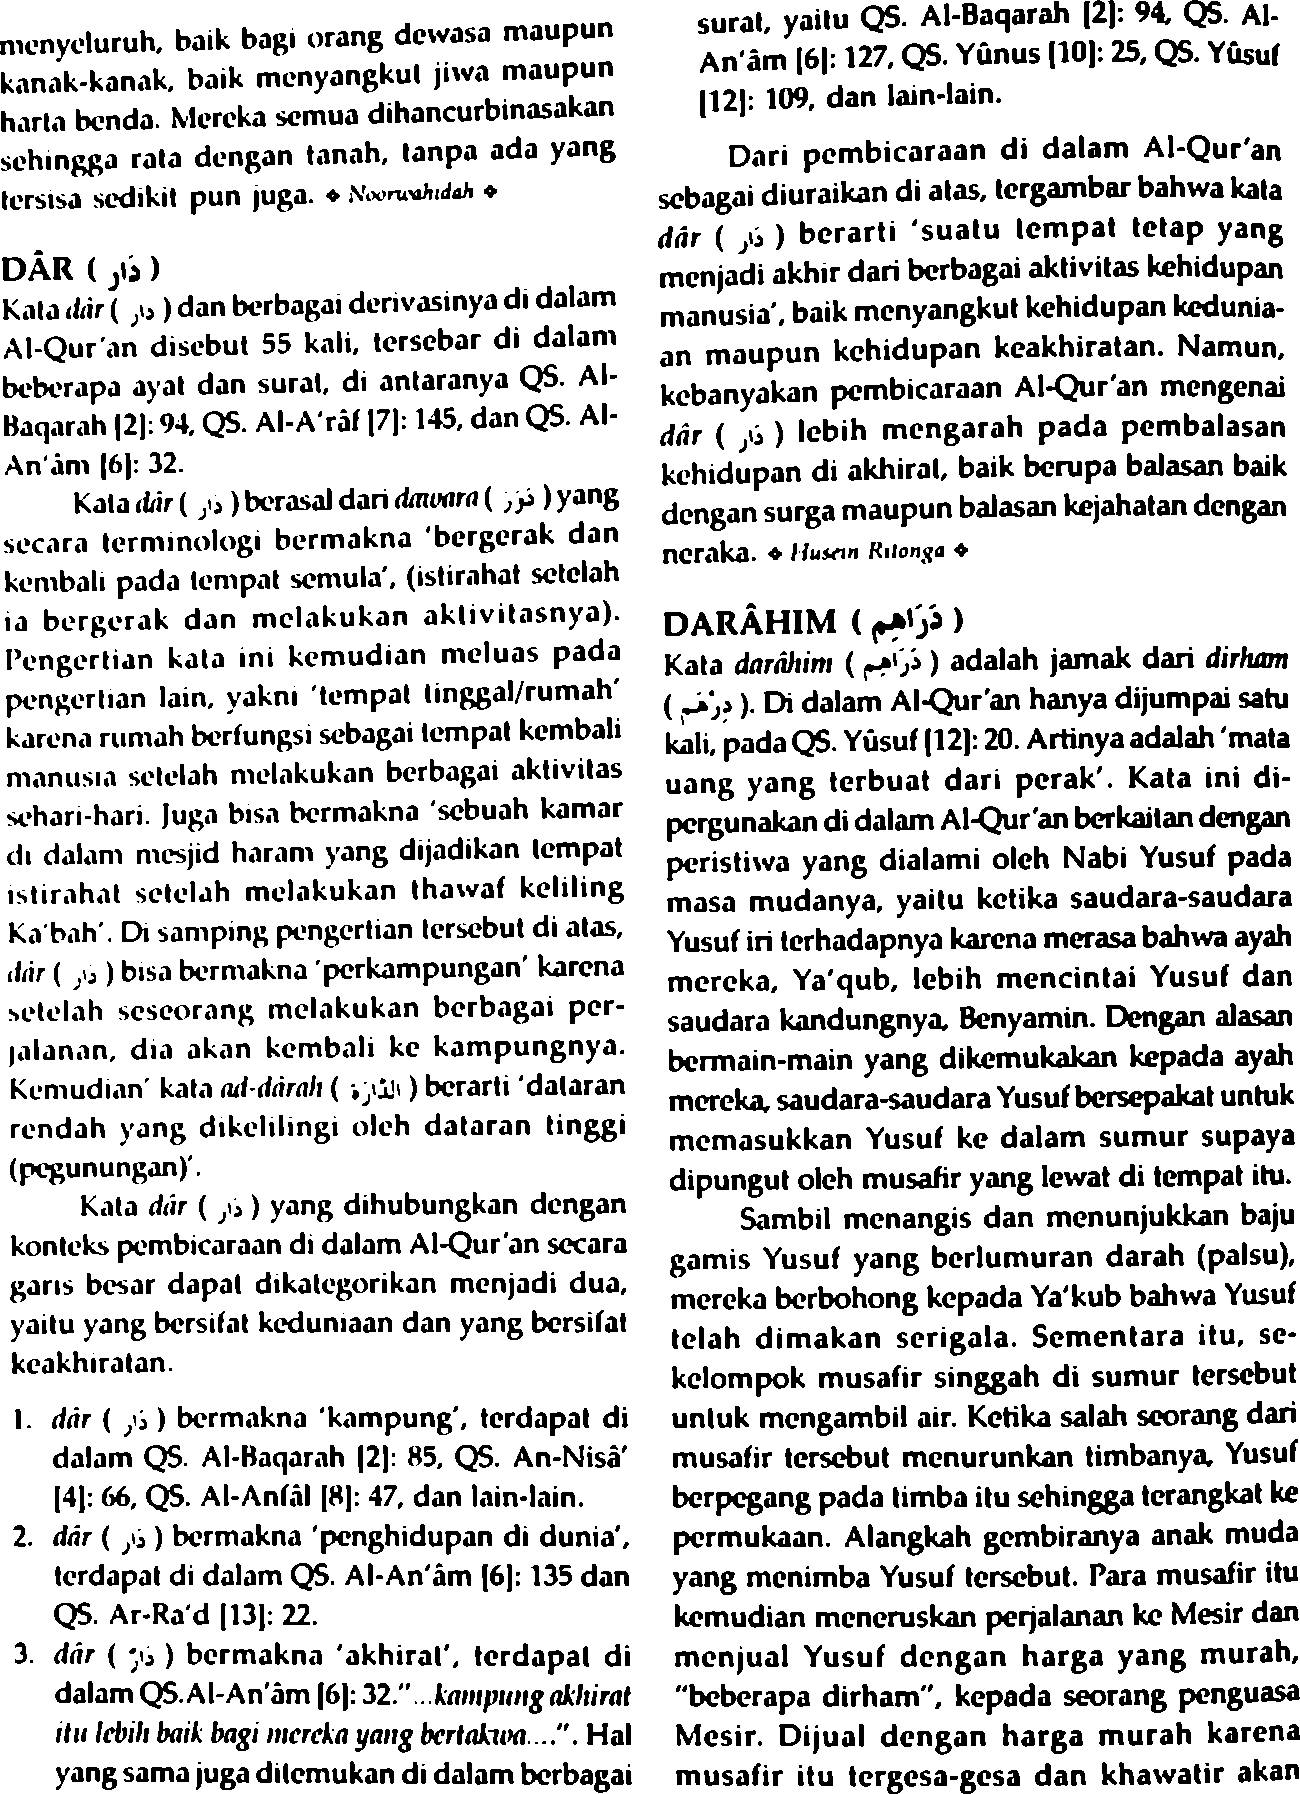 menyeluruh, baik bagi orang dewasa maupun
kanak-kanak, baik menyangkut jiwa maupun
harta benda. Mereka semua dihancurbinasakan
sehingga rata dengan tanah, tanpa ada yang
tersisa sedikit pun juga. ✦ Noorwahidah ✦
DÂR ( دَار )
Kata dâr ( دار ) dan berbagai derivasinya di dalam
Al-Qur'an disebut 55 kali, tersebar di dalam
beberapa ayat dan surat, di antaranya QS. Al-
Baqarah [2]: 94, QS. Al-A'râf [7]: 145, dan QS. Al-
An'âm [6]: 32.
Kata dâr ( دَار ) berasal dari dawara ( دَوَرَ ) yang
secara terminologi bermakna 'bergerak dan
kembali pada tempat semula', (istirahat setelah
ia bergerak dan melakukan aktivitasnya).
Pengertian kata ini kemudian meluas pada
pengertian lain, yakni 'tempat tinggal/rumah'
karena rumah berfungsi sebagai tempat kembali
manusia setelah melakukan berbagai aktivitas
sehari-hari. Juga bisa bermakna 'sebuah kamar
di dalam mesjid haram yang dijadikan tempat
istirahat setelah melakukan thawaf keliling
Ka'bah'. Di samping pengertian tersebut di atas,
dâr ( دَار ) bisa bermakna 'perkampungan' karena
setelah seseorang melakukan berbagai per-
jalanan, dia akan kembali ke kampungnya.
Kemudian' kata ad-dârah ( الدَّارَة ) berarti 'dataran
rendah yang dikelilingi oleh dataran tinggi
(pegunungan)'.
Kata dâr ( دَار ) yang dihubungkan dengan
konteks pembicaraan di dalam Al-Qur'an secara
garis besar dapat dikategorikan menjadi dua,
yaitu yang bersifat keduniaan dan yang bersifat
keakhiratan.
1. dâr ( دَار ) bermakna 'kampung', terdapat di
dalam QS. Al-Baqarah [2]: 85, QS. An-Nisâ'
[4]: 66, QS. Al-Anfâl [8]: 47, dan lain-lain.
2. dâr ( دَار ) bermakna 'penghidupan di dunia',
terdapat di dalam QS. Al-An'âm [6]: 135 dan
QS. Ar-Ra'd [13]: 22.
3. dâr ( دَارٌ ) bermakna 'akhirat', terdapat di
dalam QS.Al-An'âm [6]: 32."...kampung akhirat
itu lebih baik bagi mereka yang bertakwa....". Hal
yang sama juga ditemukan di dalam berbagai
surat, yaitu QS. Al-Baqarah [2]: 94, QS. Al-
An'âm [6]: 127, QS. Yûnus [10]: 25, QS. Yûsuf
[12]: 109, dan lain-lain.
Dari pembicaraan di dalam Al-Qur'an
sebagai diuraikan di atas, tergambar bahwa kata
dâr ( دَار ) berarti 'suatu tempat tetap yang
menjadi akhir dari berbagai aktivitas kehidupan
manusia', baik menyangkut kehidupan kedunia-
an maupun kehidupan keakhiratan. Namun,
kebanyakan pembicaraan Al-Qur'an mengenai
dâr ( دَار ) lebih mengarah pada pembalasan
kehidupan di akhirat, baik berupa balasan baik
dengan surga maupun balasan kejahatan dengan
neraka. ✦ Husein Ritonga ✦
DARÂHIM ( دَرَاهِم )
Kata darâhim ( دَرَاهِم ) adalah jamak dari dirham
( دِرْهَم ). Di dalam Al-Qur'an hanya dijumpai satu
kali, pada QS. Yûsuf [12]: 20. Artinya adalah 'mata
uang yang terbuat dari perak'. Kata ini di-
pergunakan di dalam Al-Qur'an berkaitan dengan
peristiwa yang dialami oleh Nabi Yusuf pada
masa mudanya, yaitu ketika saudara-saudara
Yusuf iri terhadapnya karena merasa bahwa ayah
mereka, Ya'qub, lebih mencintai Yusuf dan
saudara kandungnya, Benyamin. Dengan alasan
bermain-main yang dikemukakan kepada ayah
mereka, saudara-saudara Yusuf bersepakat untuk
memasukkan Yusuf ke dalam sumur supaya
dipungut oleh musafir yang lewat di tempat itu.
Sambil menangis dan menunjukkan baju
gamis Yusuf yang berlumuran darah (palsu),
mereka berbohong kepada Ya'kub bahwa Yusuf
telah dimakan serigala. Sementara itu, se-
kelompok musafir singgah di sumur tersebut
untuk mengambil air. Ketika salah seorang dari
musafir tersebut menurunkan timbanya, Yusuf
berpegang pada timba itu sehingga terangkat ke
permukaan. Alangkah gembiranya anak muda
yang menimba Yusuf tersebut. Para musafir itu
kemudian meneruskan perjalanan ke Mesir dan
menjual Yusuf dengan harga yang murah,
"beberapa dirham", kepada seorang penguasa
Mesir. Dijual dengan harga murah karena
musafir itu tergesa-gesa dan khawatir akan